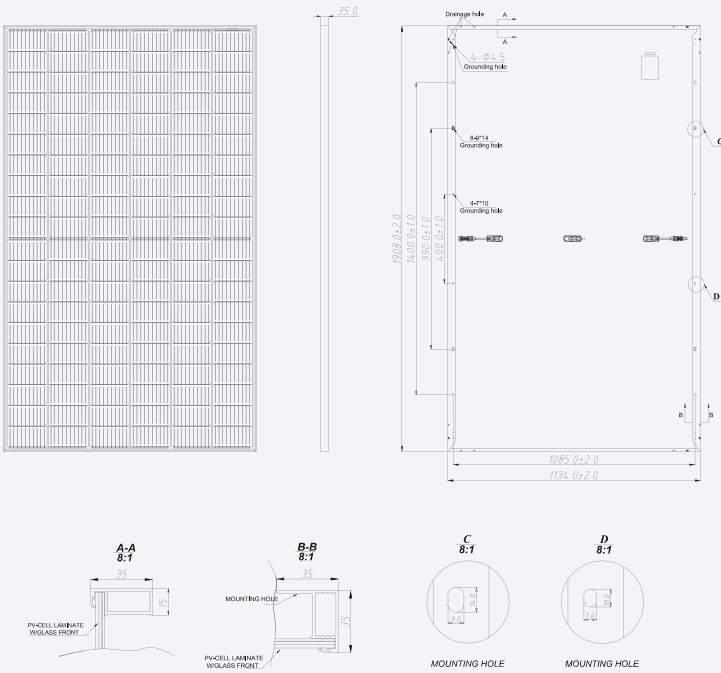 35.0
Drainage hole
A
A
4-Φ4.5
Grounding hole
8-9*14
Grounding hole
4-7*10
Grounding hole
1908.0±2.0
1400.0±1.0
990.0±1.0
400.0±1.0
C
D
B
B
1085.0±2.0
1134.0±2.0
A-A
8:1
35
15
PV-CELL LAMINATE
W/GLASS FRONT
B-B
8:1
35
MOUNTING HOLE
35
PV-CELL LAMINATE
W/GLASS FRONT
C
8:1
14.0
9.0
MOUNTING HOLE
D
8:1
10.0
7.0
MOUNTING HOLE